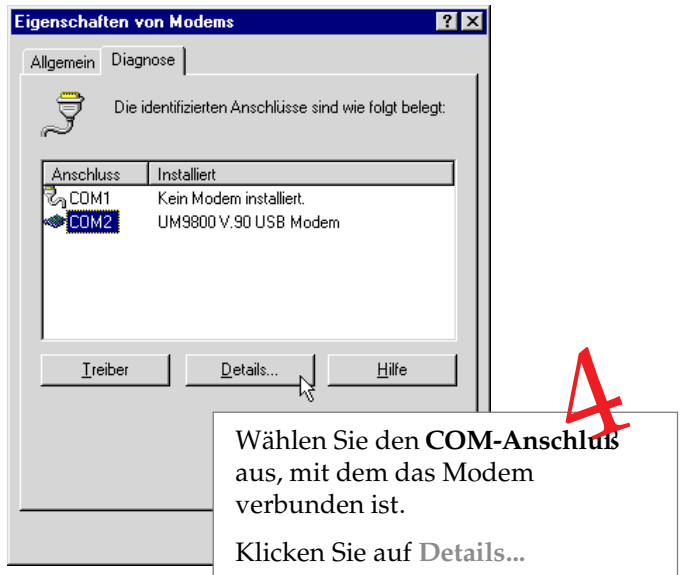 Eigenschaften von Modems
Allgemein Diagnose
Die identifizierten Anschlüsse sind wie folgt belegt:
Anschluss Installiert
COM1 Kein Modem installiert.
COM2 UM9800 V.90 USB Modem
Treiber Details... Hilfe
4
Wählen Sie den COM-Anschluß
aus, mit dem das Modem
verbunden ist.
Klicken Sie auf Details...